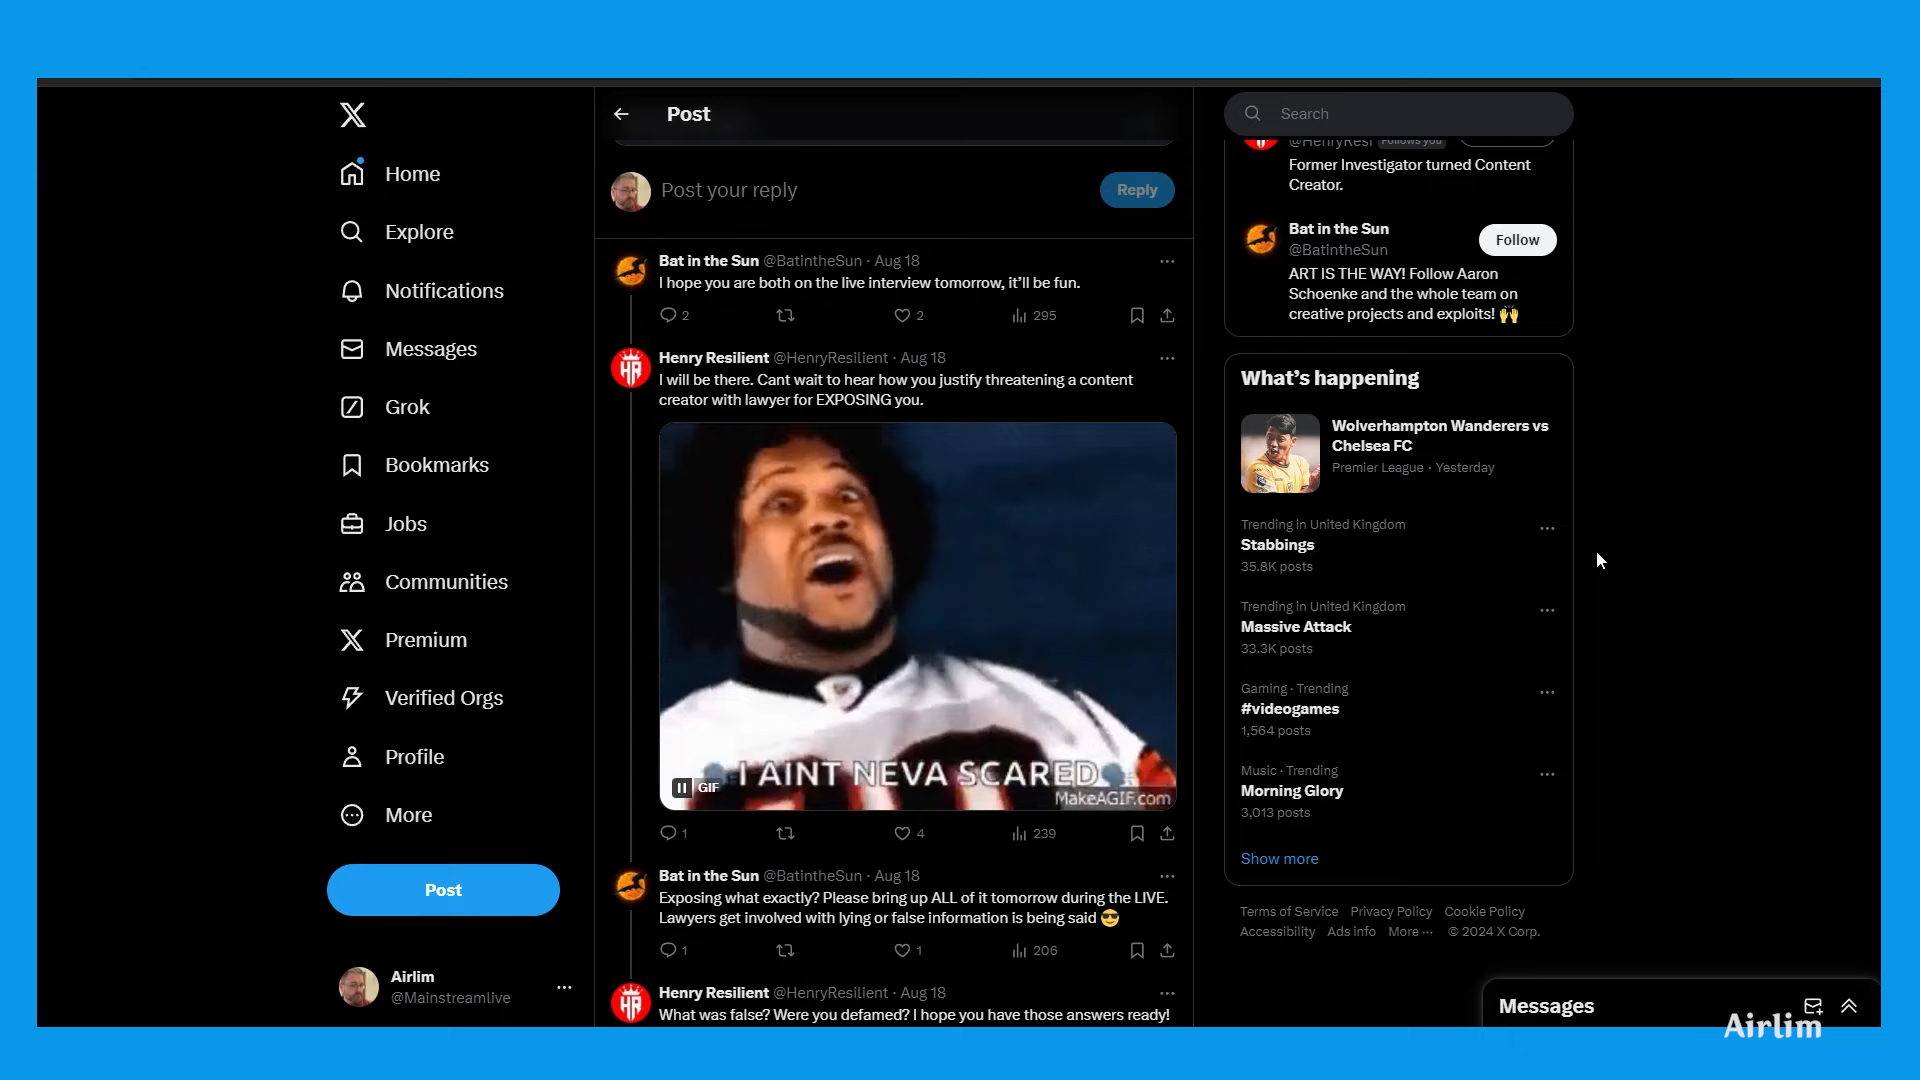 Home
Explore
Notifications
Messages
Grok
Bookmarks
Jobs
Communities
Premium
Verified Orgs
Profile
More
Post
Airlim
@Mainstreamlive
Post
Post your reply
Reply
Bat in the Sun @BatintheSun · Aug 18
I hope you are both on the live interview tomorrow, it'll be fun.
2 2 295
Henry Resilient @HenryResilient · Aug 18
I will be there. Cant wait to hear how you justify threatening a content
creator with lawyer for EXPOSING you.
I AINT NEVA SCARED
GIF
MakeAGIF.com
1 4 239
Bat in the Sun @BatintheSun · Aug 18
Exposing what exactly? Please bring up ALL of it tomorrow during the LIVE.
Lawyers get involved with lying or false information is being said 😎
1 1 206
Henry Resilient @HenryResilient · Aug 18
What was false? Were you defamed? I hope you have those answers ready!
Search
@HenryResi Follows you
Former Investigator turned Content
Creator.
Bat in the Sun
@BatintheSun
Follow
ART IS THE WAY! Follow Aaron
Schoenke and the whole team on
creative projects and exploits! 🙌
What's happening
Wolverhampton Wanderers vs
Chelsea FC
Premier League · Yesterday
Trending in United Kingdom
Stabbings
35.8K posts
Trending in United Kingdom
Massive Attack
33.3K posts
Gaming · Trending
#videogames
1,564 posts
Music · Trending
Morning Glory
3,013 posts
Show more
Terms of Service Privacy Policy Cookie Policy
Accessibility Ads info More ··· © 2024 X Corp.
Messages
Airlim